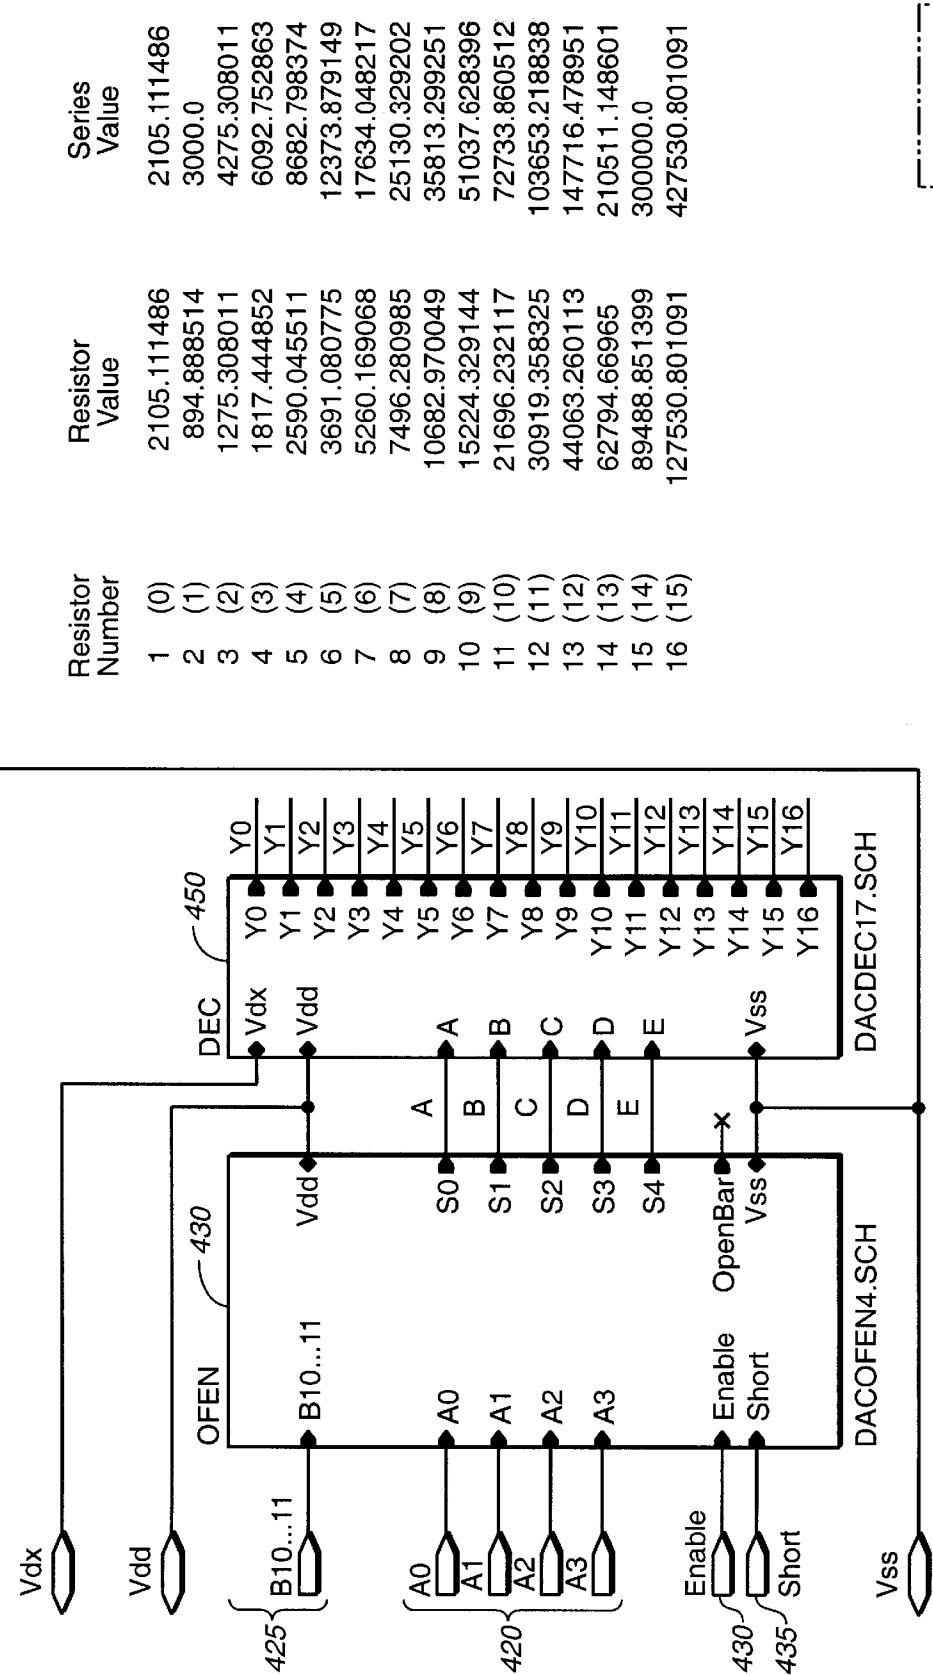 Vdx
Vdd
425
B10...11
420
A0
A1
A2
A3
Enable
430
435
Short
Vss
OFEN
430
B10...11
Vdd
A0
A1
A2
A3
S0
S1
S2
S3
S4
Enable
Short
OpenBar
Vss
DACOFEN4.SCH
A
B
C
D
E
DEC
450
Vdx
Vdd
A
B
C
D
E
Vss
Y0 Y0
Y1 Y1
Y2 Y2
Y3 Y3
Y4 Y4
Y5 Y5
Y6 Y6
Y7 Y7
Y8 Y8
Y9 Y9
Y10 Y10
Y11 Y11
Y12 Y12
Y13 Y13
Y14 Y14
Y15 Y15
Y16 Y16
DACDEC17.SCH
Resistor Resistor Series
Number Value Value
1 (0) 2105.111486 2105.111486
2 (1) 894.888514 3000.0
3 (2) 1275.308011 4275.308011
4 (3) 1817.444852 6092.752863
5 (4) 2590.045511 8682.798374
6 (5) 3691.080775 12373.879149
7 (6) 5260.169068 17634.048217
8 (7) 7496.280985 25130.329202
9 (8) 10682.970049 35813.299251
10 (9) 15224.329144 51037.628396
11 (10) 21696.232117 72733.860512
12 (11) 30919.358325 103653.218838
13 (12) 44063.260113 147716.478951
14 (13) 62794.66965 210511.148601
15 (14) 89488.851399 300000.0
16 (15) 127530.801091 427530.801091